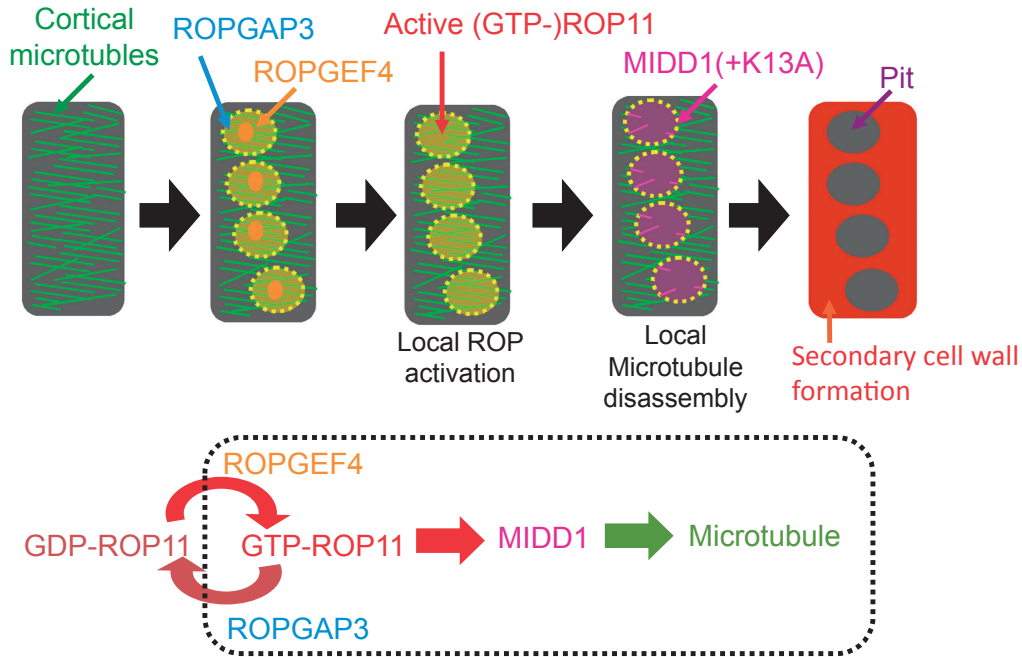 Cortical
microtubles
ROPGAP3
ROPGEF4
Active (GTP-)ROP11
MIDD1(+K13A)
Pit
Local ROP
activation
Local
Microtubule
disassembly
Secondary cell wall
formation
ROPGEF4
GDP-ROP11
GTP-ROP11
MIDD1
Microtubule
ROPGAP3